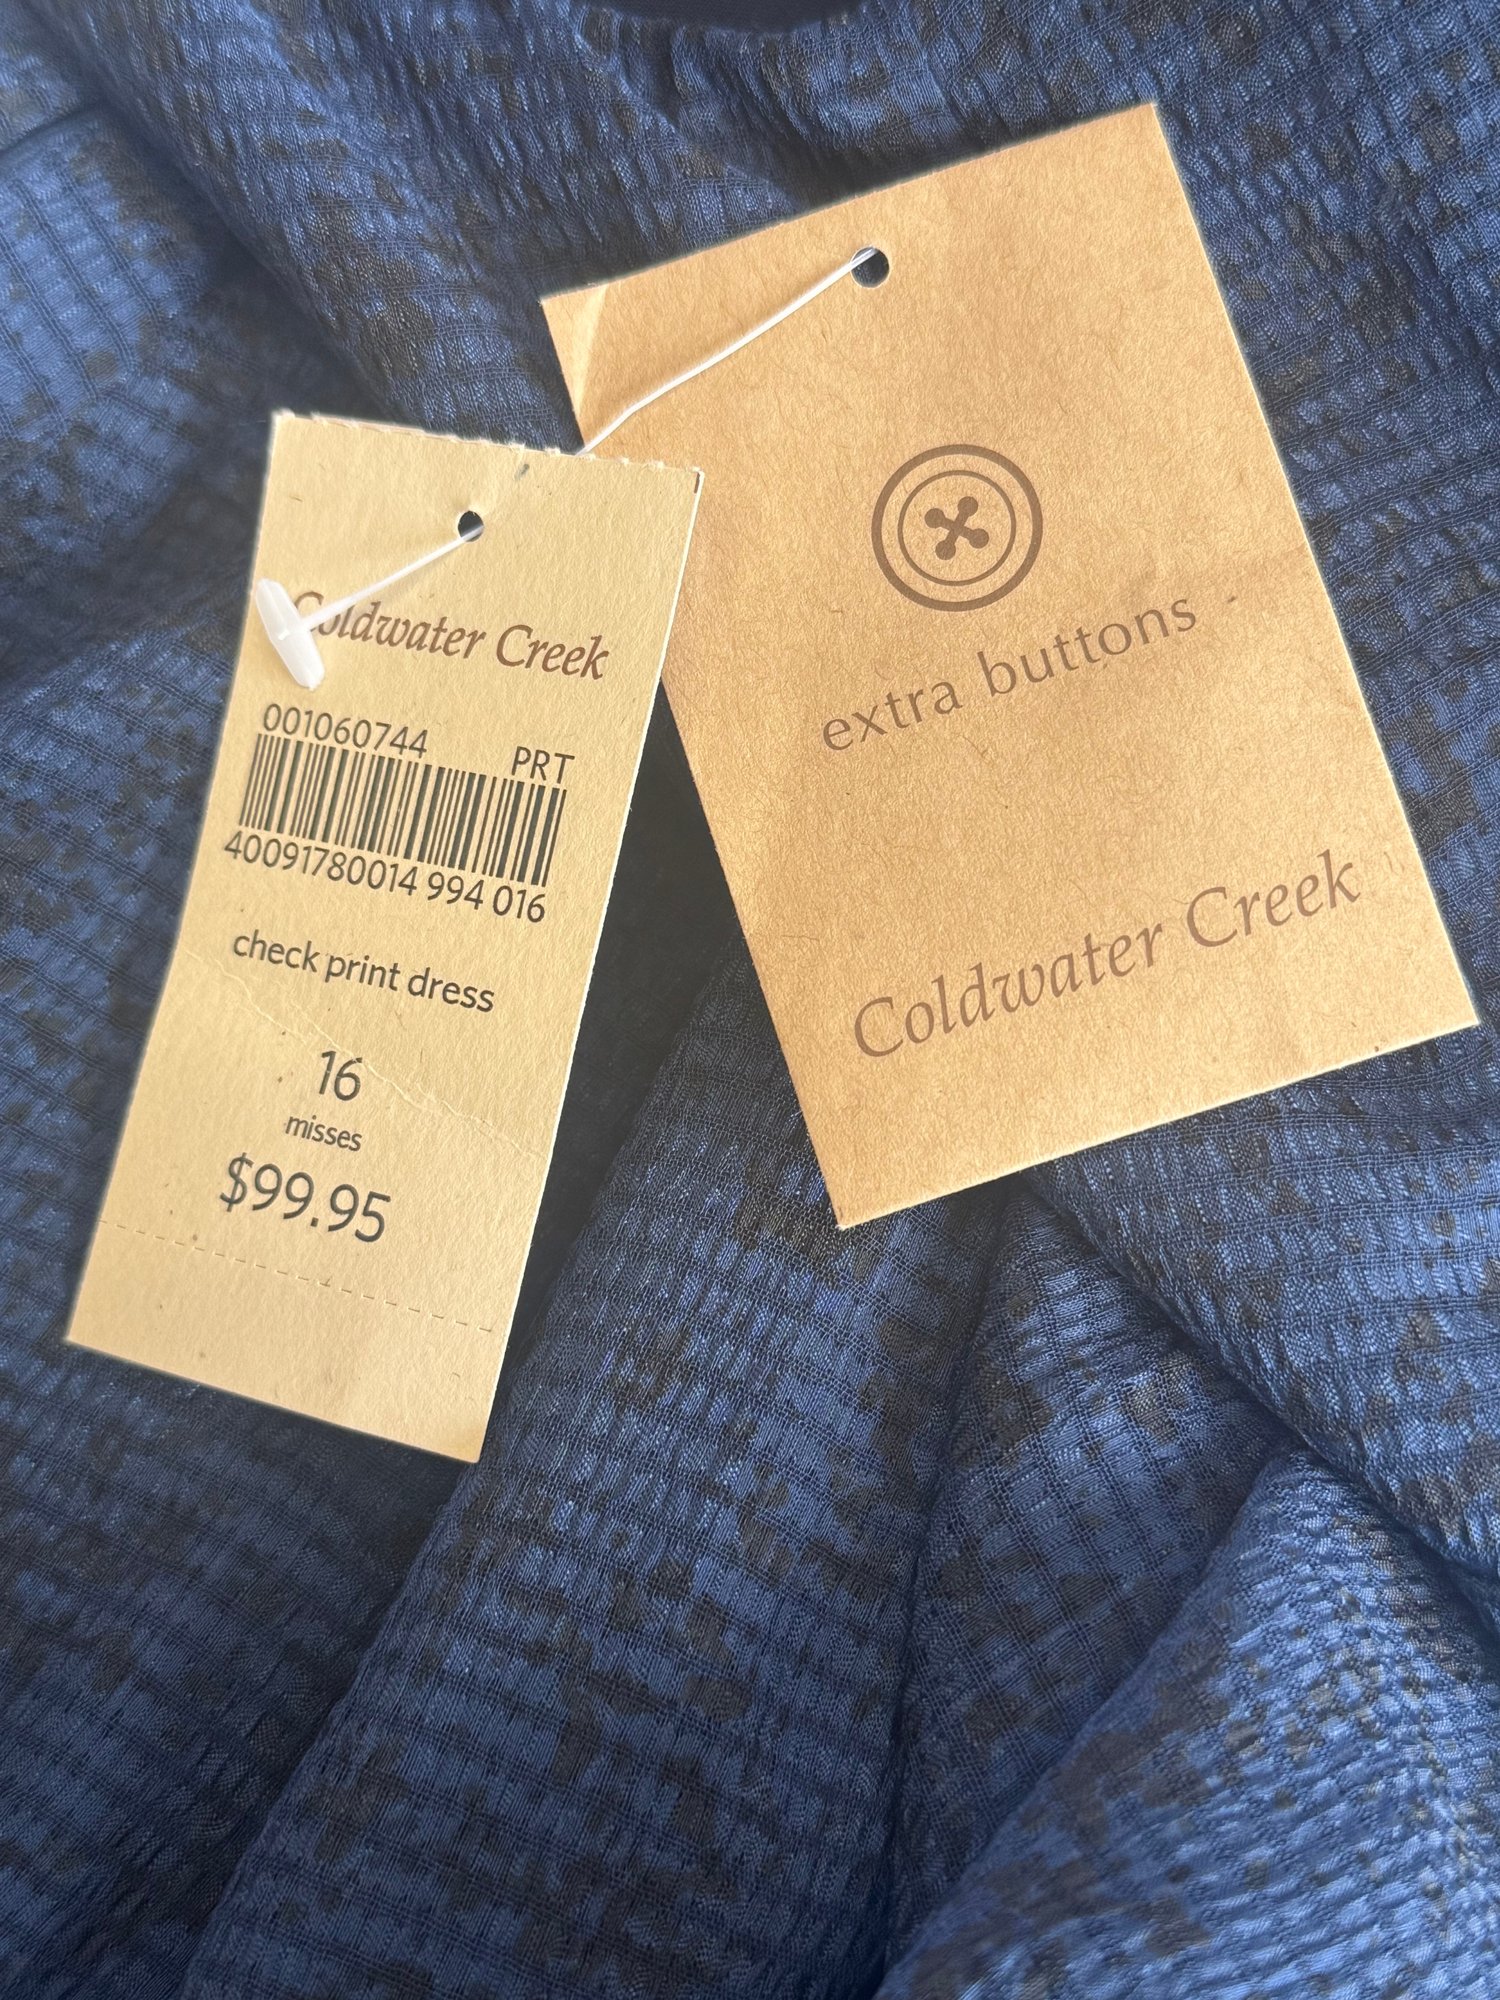 Coldwater Creek
001060744 PRT
40091780014 994 016
check print dress
16
misses
$99.95
extra buttons
Coldwater Creek